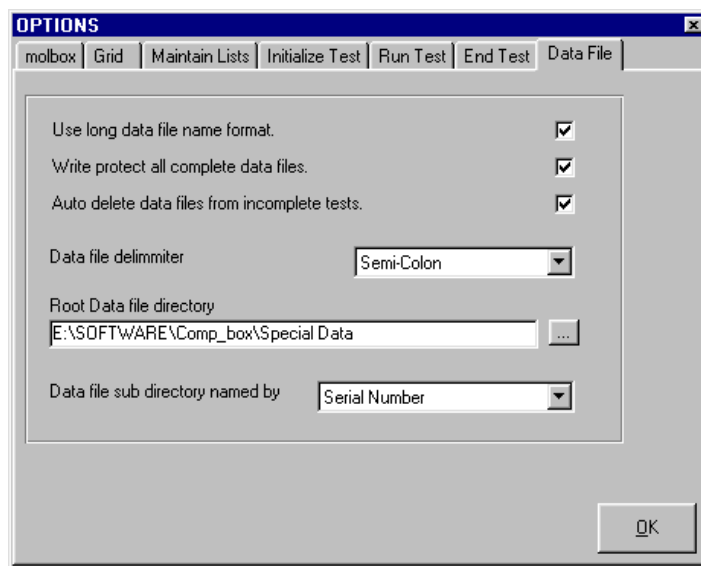 OPTIONS
molbox Grid Maintain Lists Initialize Test Run Test End Test Data File
Use long data file name format.
Write protect all complete data files.
Auto delete data files from incomplete tests.
Data file delimmiter Semi-Colon
Root Data file directory
E:\SOFTWARE\Comp_box\Special Data ...
Data file sub directory named by Serial Number
OK